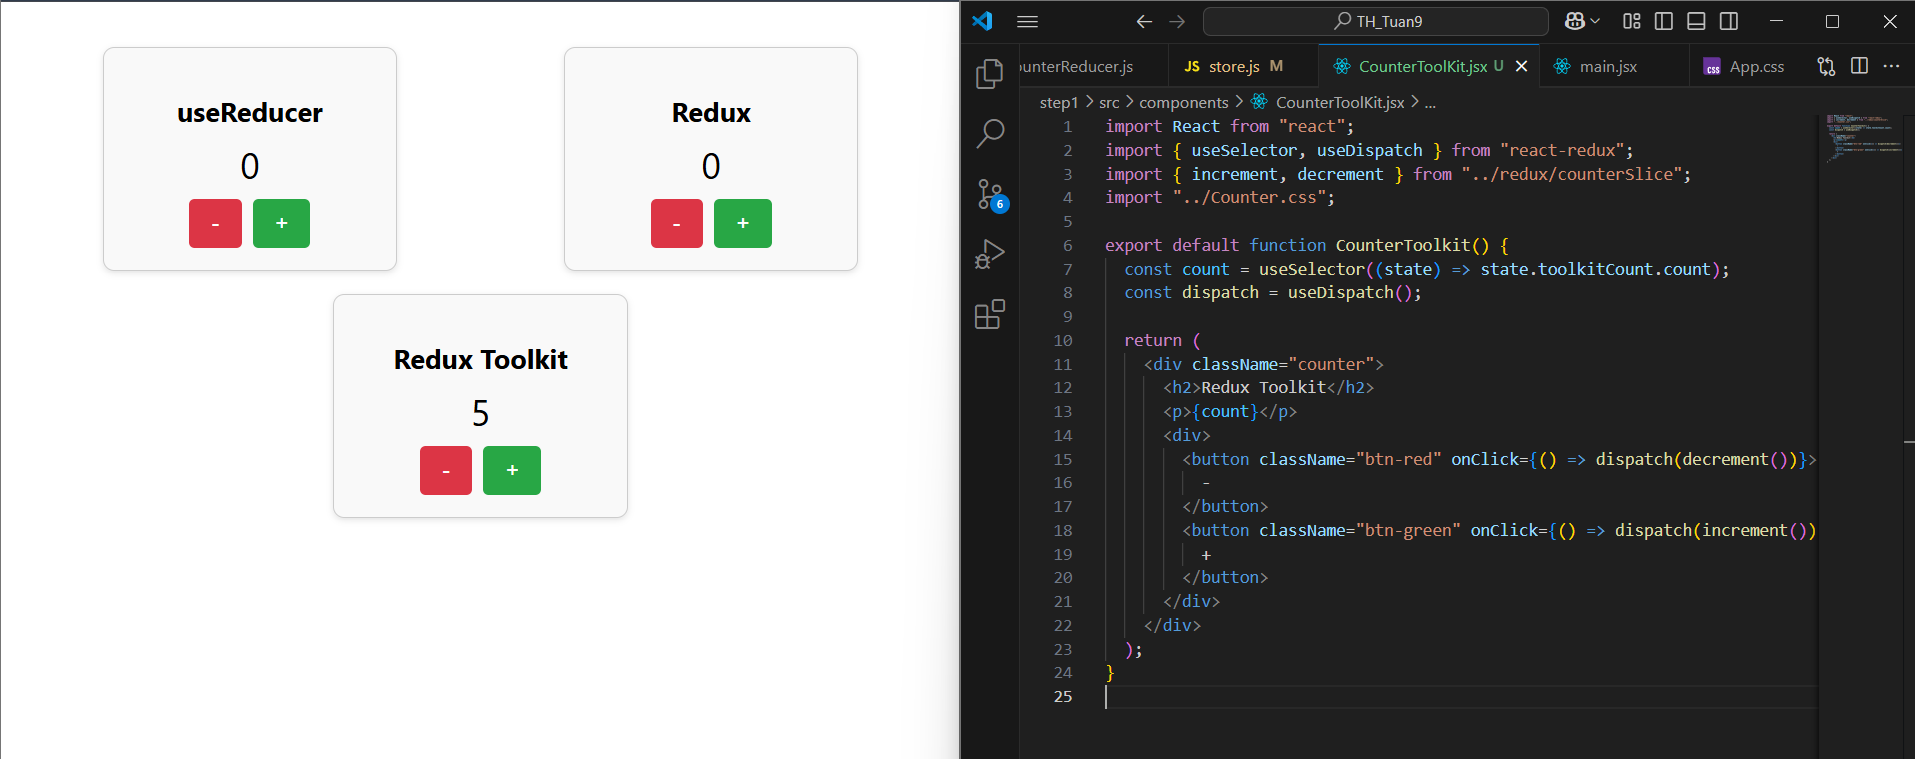 useReducer
0
- +
Redux
0
- +
Redux Toolkit
5
- +
TH_Tuan9
ounterReducer.js
JS store.js M
CounterToolKit.jsx U
main.jsx
CSS App.css
step1 > src > components > CounterToolKit.jsx > ...
6
1 import React from "react";
2 import { useSelector, useDispatch } from "react-redux";
3 import { increment, decrement } from "../redux/counterSlice";
4 import "../Counter.css";
5
6 export default function CounterToolkit() {
7 const count = useSelector((state) => state.toolkitCount.count);
8 const dispatch = useDispatch();
9
10 return (
11 <div className="counter">
12 <h2>Redux Toolkit</h2>
13 <p>{count}</p>
14 <div>
15 <button className="btn-red" onClick={() => dispatch(decrement())}>
16 -
17 </button>
18 <button className="btn-green" onClick={() => dispatch(increment())
19 +
20 </button>
21 </div>
22 </div>
23 );
24 }
25